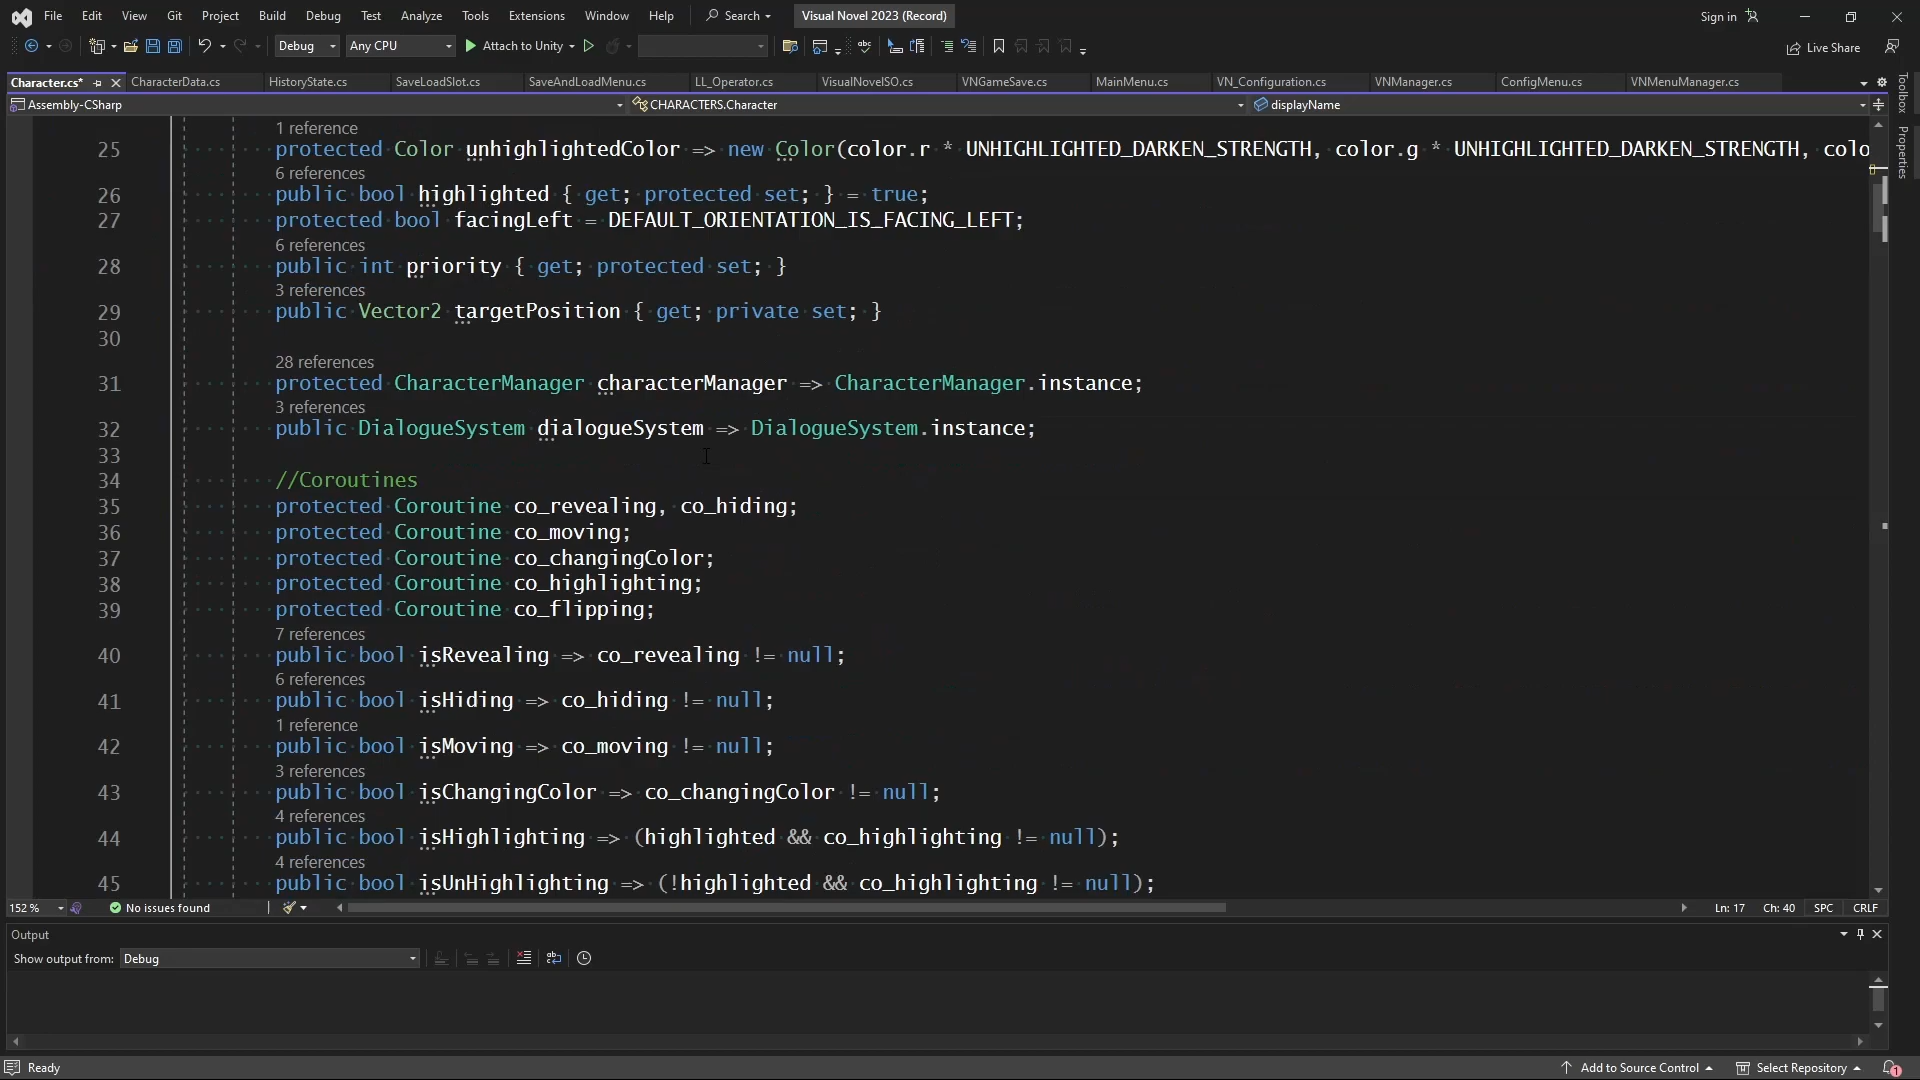 File Edit View Git Project Build Debug Test Analyze Tools Extensions Window Help Search Visual Novel 2023 (Record) Sign in
Debug Any CPU Attach to Unity Live Share
Character.cs* CharacterData.cs HistoryState.cs SaveLoadSlot.cs SaveAndLoadMenu.cs LL_Operator.cs VisualNovelSO.cs VNGameSave.cs MainMenu.cs VN_Configuration.cs VNManager.cs ConfigMenu.cs VNMenuManager.cs
Assembly-CSharp CHARACTERS.Character displayName
Toolbox
Properties
1 reference
25 protected Color unhighlightedColor => new Color(color.r * UNHIGHLIGHTED_DARKEN_STRENGTH, color.g * UNHIGHLIGHTED_DARKEN_STRENGTH, colo
6 references
26 public bool highlighted { get; protected set; } = true;
27 protected bool facingLeft = DEFAULT_ORIENTATION_IS_FACING_LEFT;
6 references
28 public int priority { get; protected set; }
3 references
29 public Vector2 targetPosition { get; private set; }
30
28 references
31 protected CharacterManager characterManager => CharacterManager.instance;
3 references
32 public DialogueSystem dialogueSystem => DialogueSystem.instance;
33
34 //Coroutines
35 protected Coroutine co_revealing, co_hiding;
36 protected Coroutine co_moving;
37 protected Coroutine co_changingColor;
38 protected Coroutine co_highlighting;
39 protected Coroutine co_flipping;
7 references
40 public bool isRevealing => co_revealing != null;
6 references
41 public bool isHiding => co_hiding != null;
1 reference
42 public bool isMoving => co_moving != null;
3 references
43 public bool isChangingColor => co_changingColor != null;
4 references
44 public bool isHighlighting => (highlighted && co_highlighting != null);
4 references
45 public bool isUnHighlighting => (!highlighted && co_highlighting != null);
152 % No issues found Ln: 17 Ch: 40 SPC CRLF
Output
Show output from: Debug
Ready Add to Source Control Select Repository 1